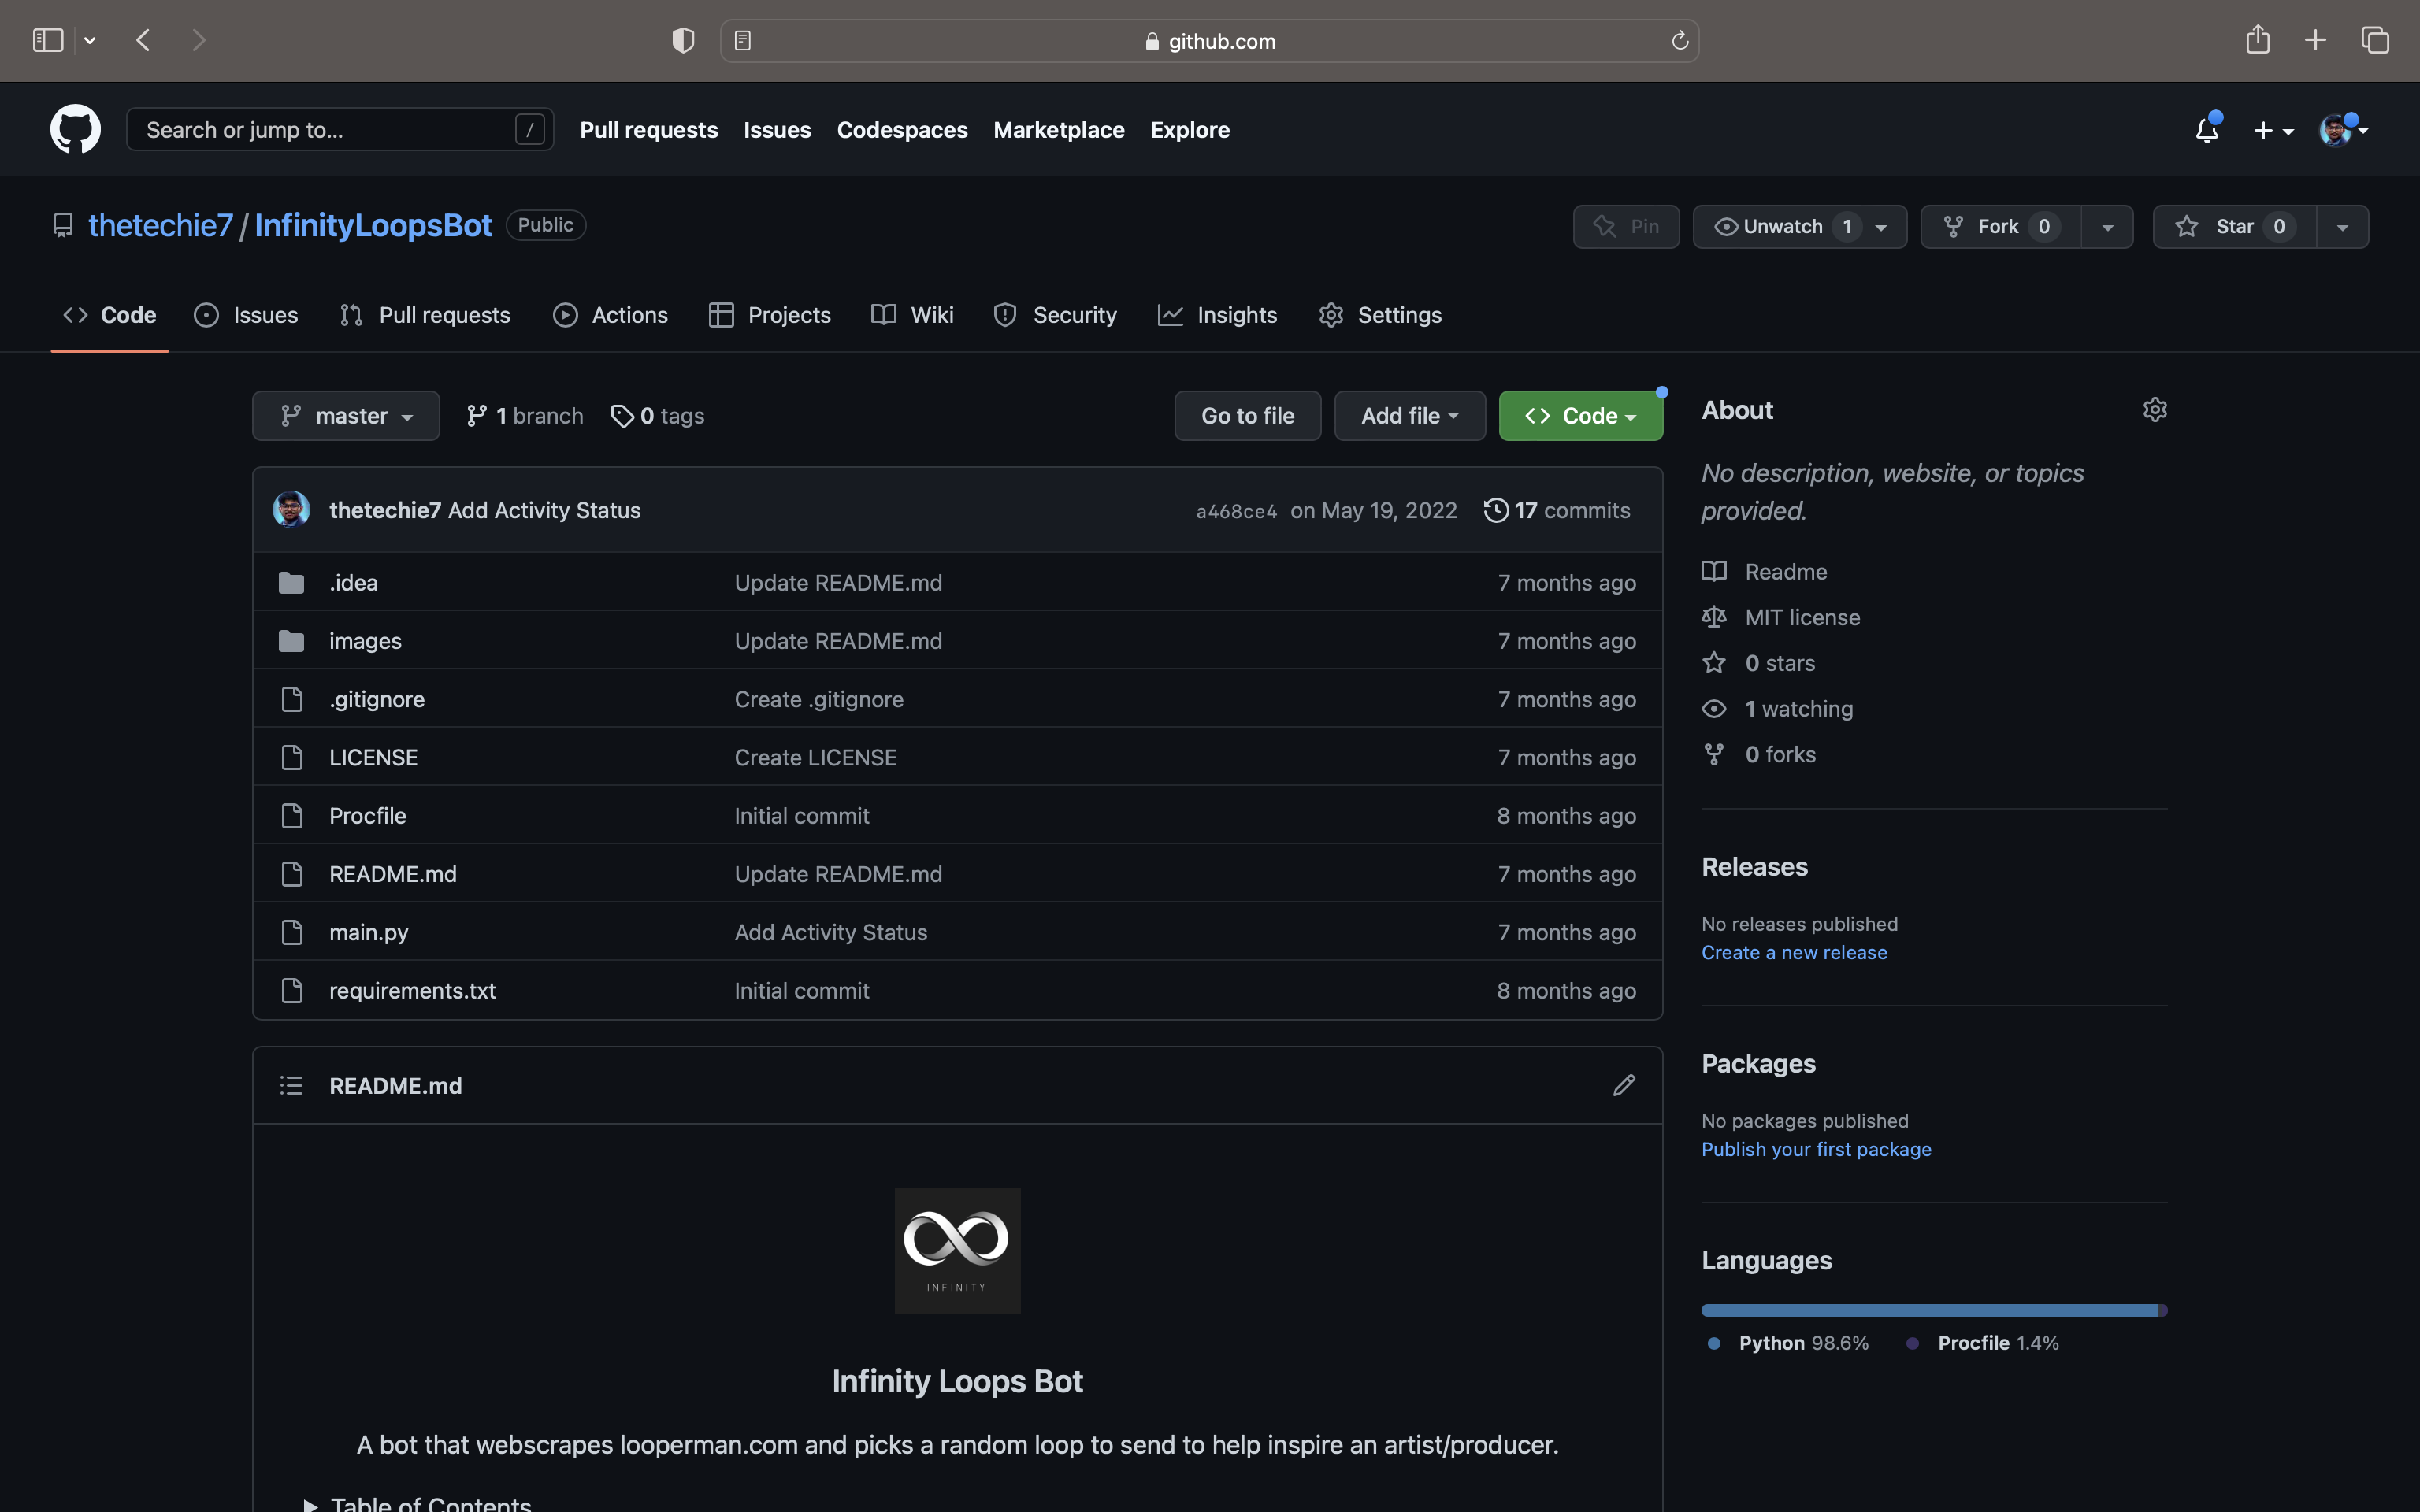 github.com
Search or jump to... /
Pull requests Issues Codespaces Marketplace Explore
thetechie7 / InfinityLoopsBot Public
Pin Unwatch 1 Fork 0 Star 0
Code Issues Pull requests Actions Projects Wiki Security Insights Settings
master 1 branch 0 tags Go to file Add file Code
thetechie7 Add Activity Status a468ce4 on May 19, 2022 17 commits
.idea Update README.md 7 months ago
images Update README.md 7 months ago
.gitignore Create .gitignore 7 months ago
LICENSE Create LICENSE 7 months ago
Procfile Initial commit 8 months ago
README.md Update README.md 7 months ago
main.py Add Activity Status 7 months ago
requirements.txt Initial commit 8 months ago
README.md
INFINITY
Infinity Loops Bot
A bot that webscrapes looperman.com and picks a random loop to send to help inspire an artist/producer.
Table of Contents
About
No description, website, or topics
provided.
Readme
MIT license
0 stars
1 watching
0 forks
Releases
No releases published
Create a new release
Packages
No packages published
Publish your first package
Languages
Python 98.6% Procfile 1.4%